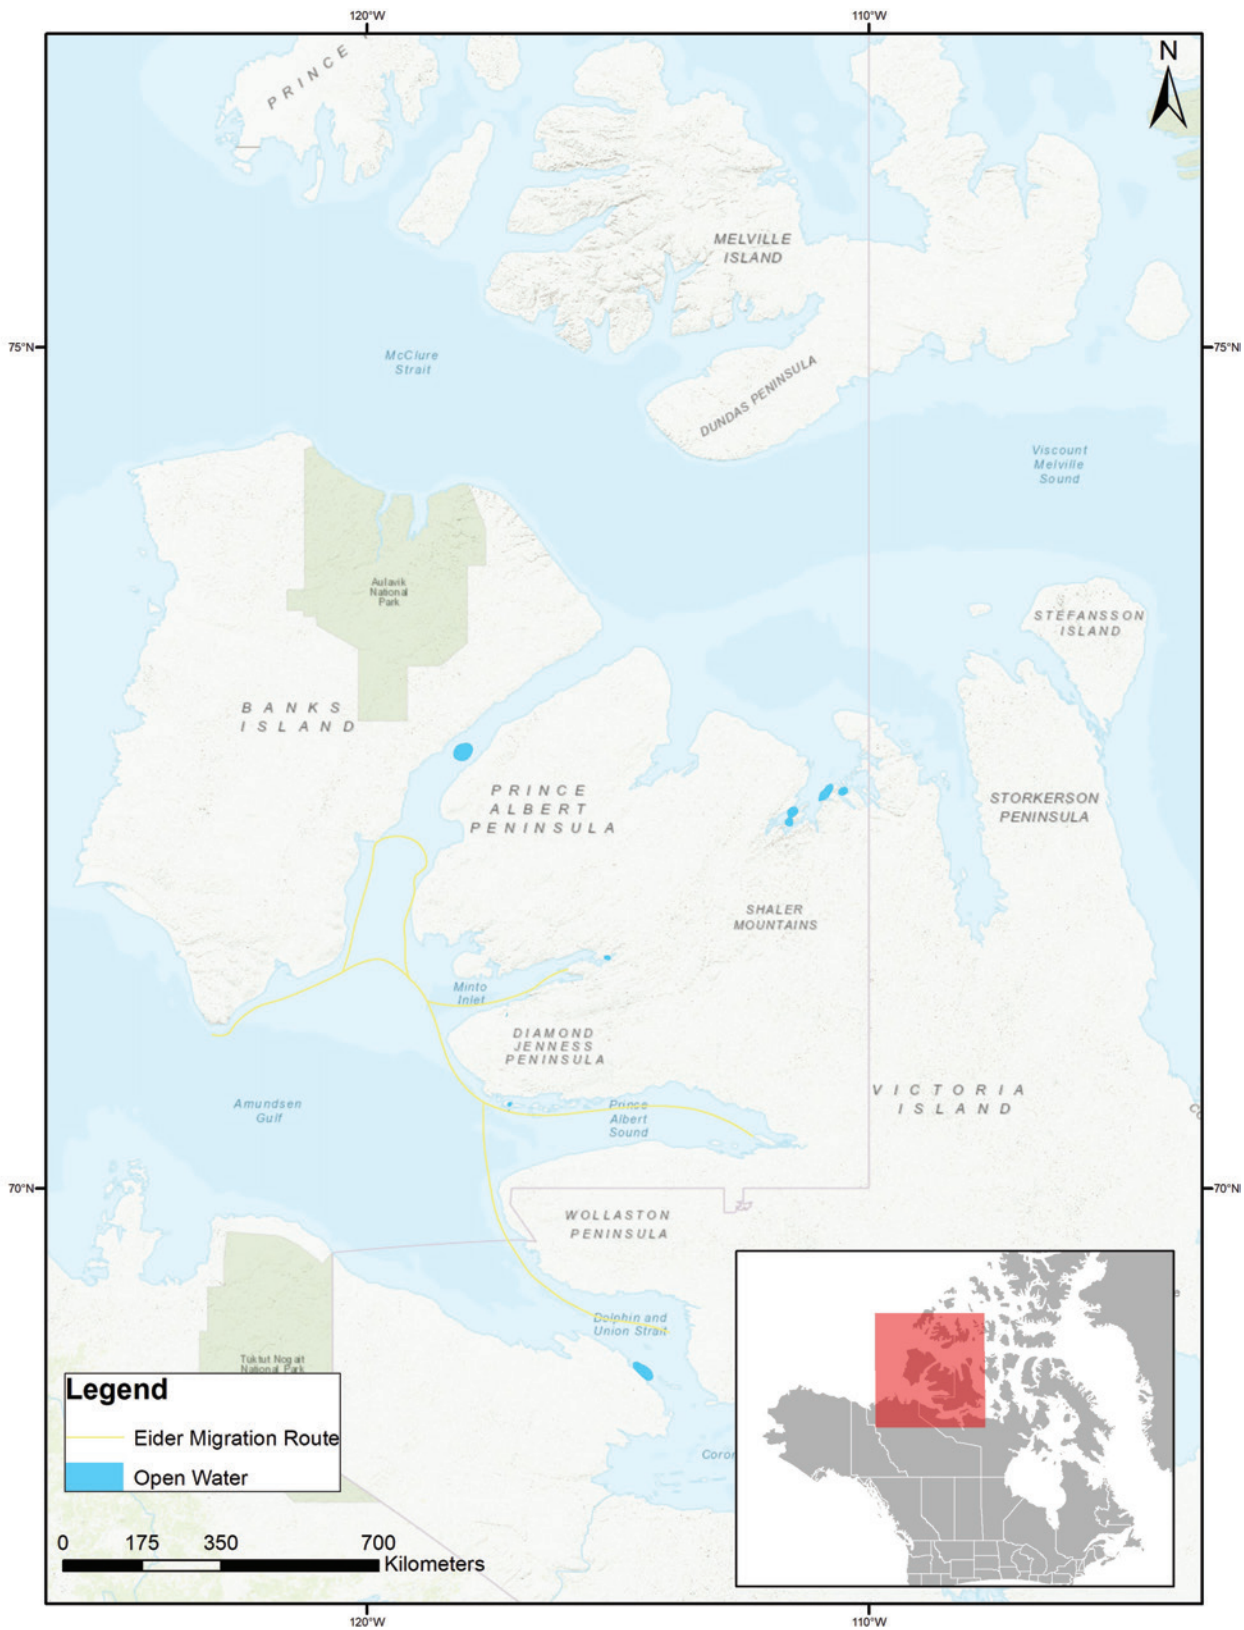 120°W 110°W
N
PRINCE
MELVILLE
ISLAND
75°N 75°N
McClure
Strait
DUNDAS PENINSULA
Viscount
Melville
Sound
Aulavik
National
Park
STEFANSSON
ISLAND
BANKS
ISLAND
PRINCE
ALBERT
PENINSULA
STORKERSON
PENINSULA
SHALER
MOUNTAINS
Minto
Inlet
DIAMOND
JENNESS
PENINSULA
VICTORIA
ISLAND
Amundsen
Gulf
Prince
Albert
Sound
70°N 70°N
WOLLASTON
PENINSULA
Dolphin and
Union Strait
Tuktut Nogait
National Park
Coron
Legend
Eider Migration Route
Open Water
0 175 350 700
Kilometers
120°W 110°W